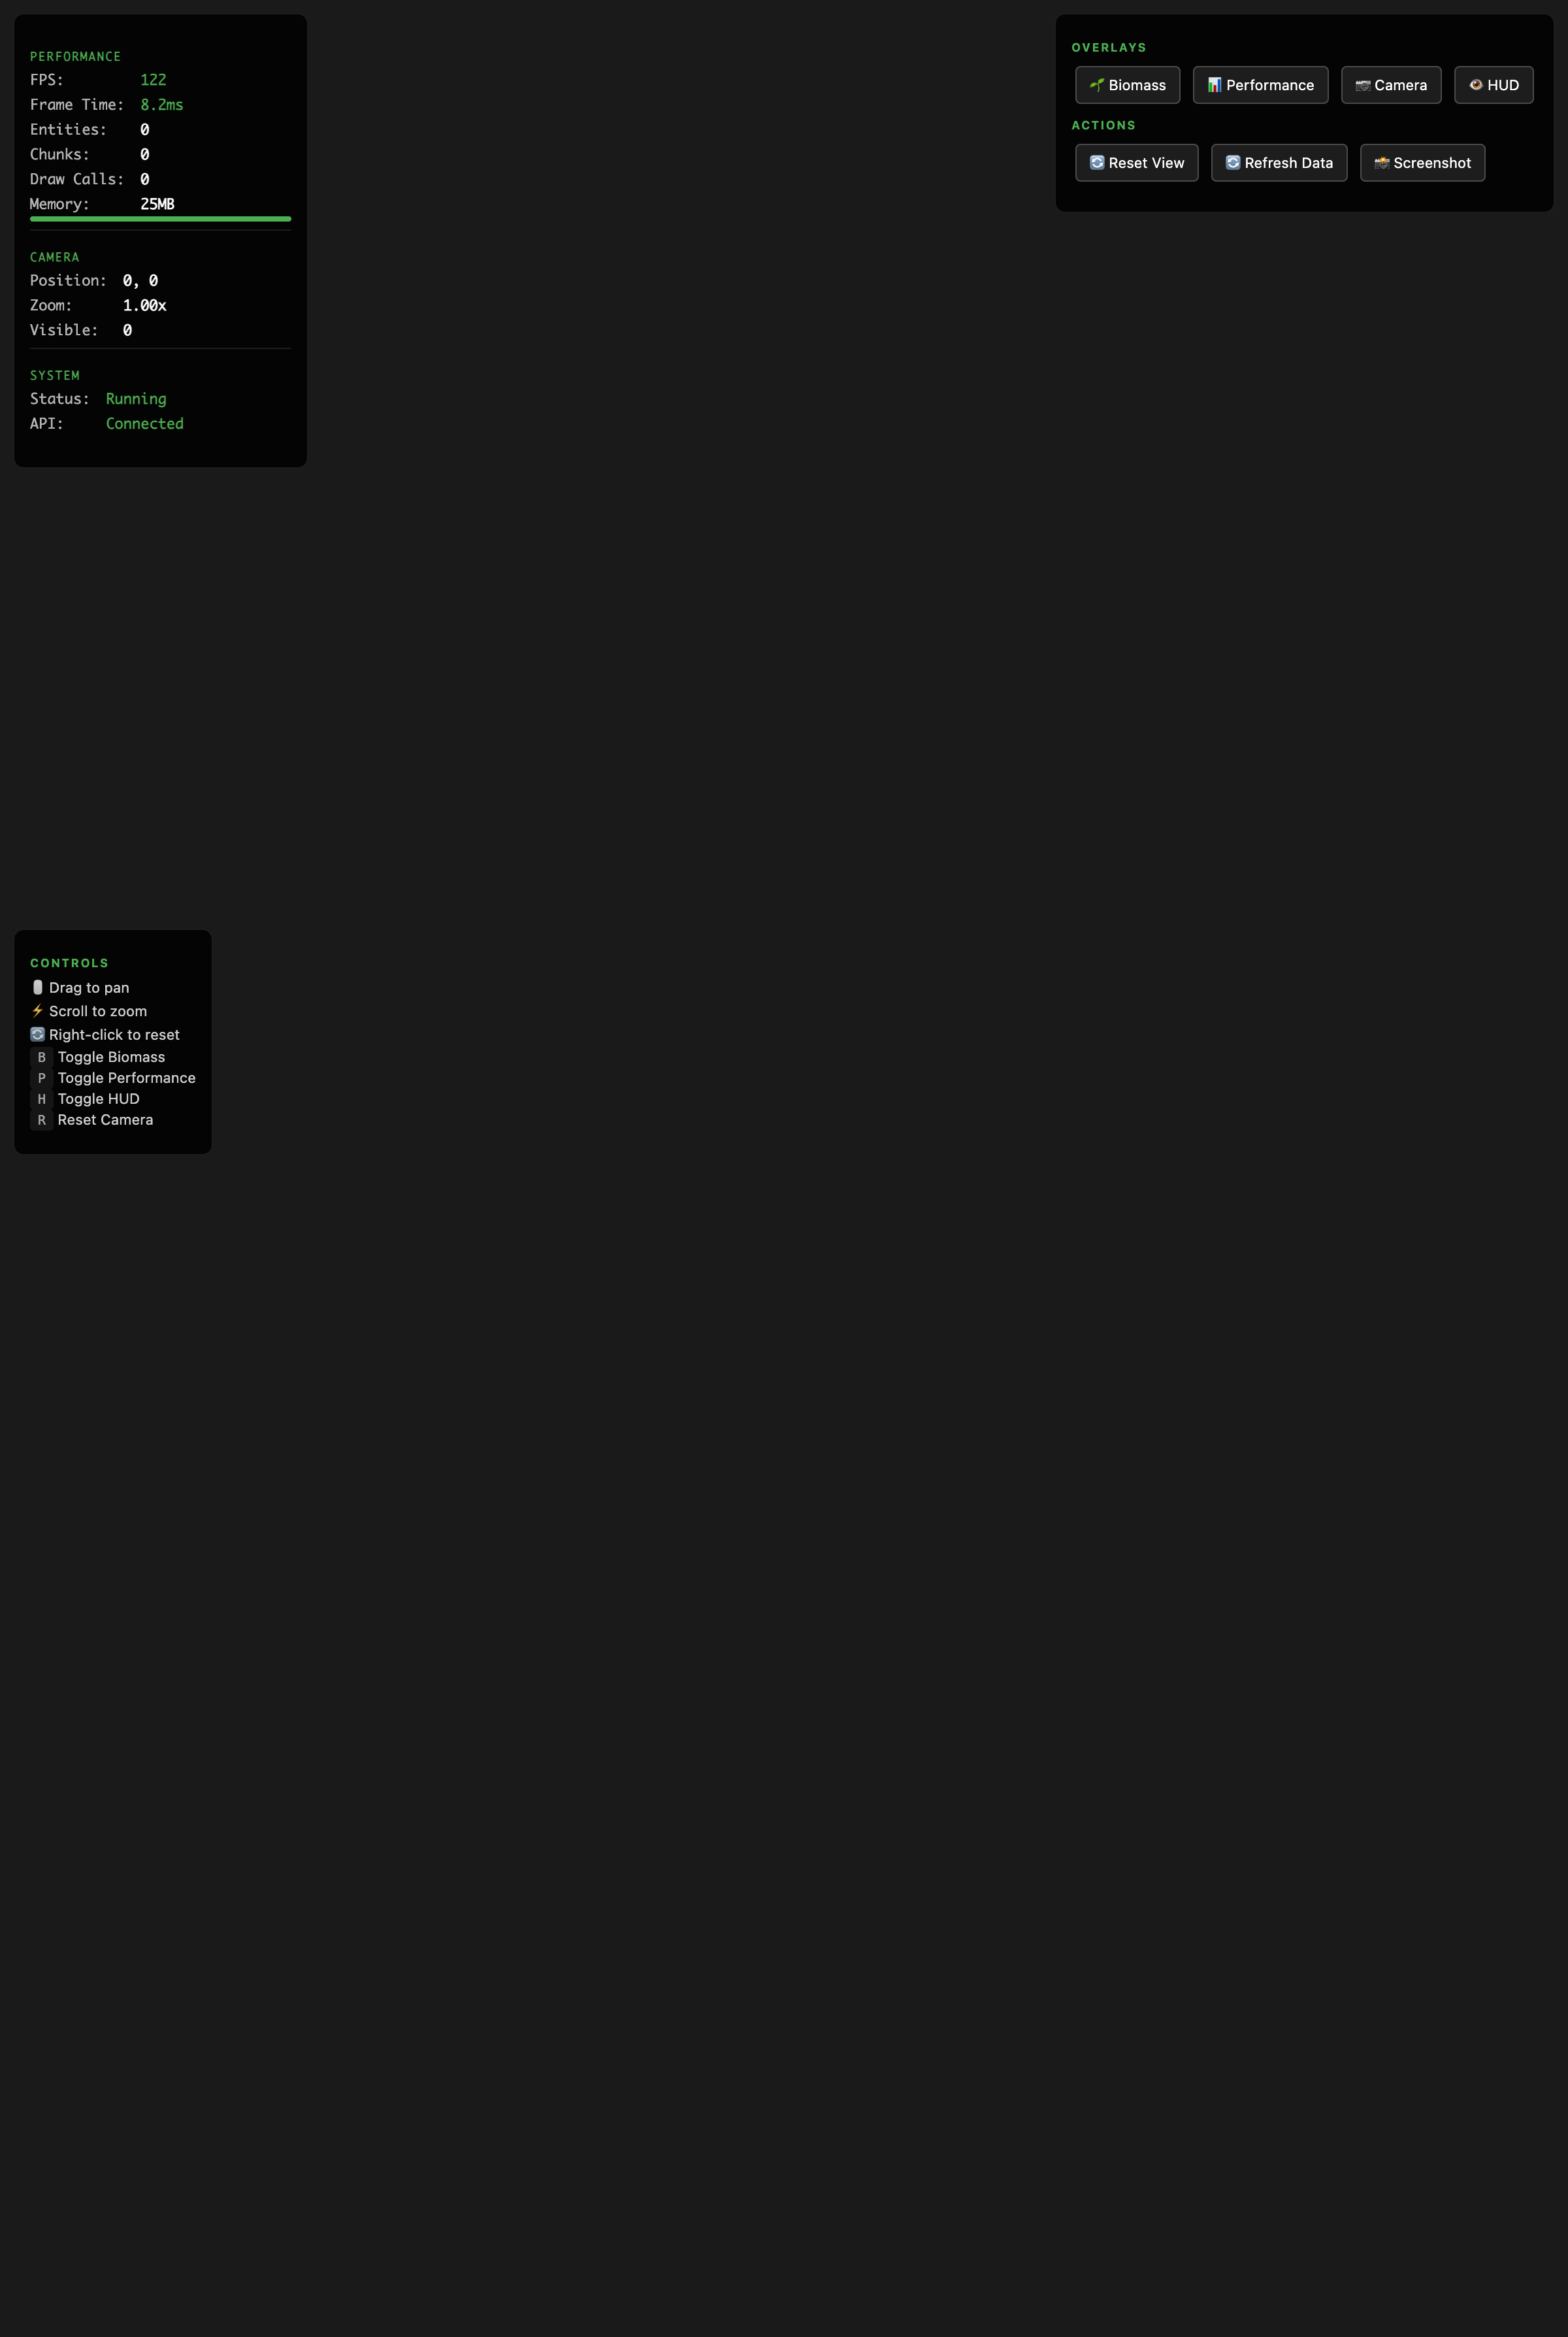 PERFORMANCE
FPS: 122
Frame Time: 8.2ms
Entities: 0
Chunks: 0
Draw Calls: 0
Memory: 25MB
CAMERA
Position: 0, 0
Zoom: 1.00x
Visible: 0
SYSTEM
Status: Running
API: Connected
OVERLAYS
🌱 Biomass 📊 Performance 📷 Camera 👁 HUD
ACTIONS
🔄 Reset View 🔄 Refresh Data 📸 Screenshot
CONTROLS
Drag to pan
⚡ Scroll to zoom
🔄 Right-click to reset
B Toggle Biomass
P Toggle Performance
H Toggle HUD
R Reset Camera